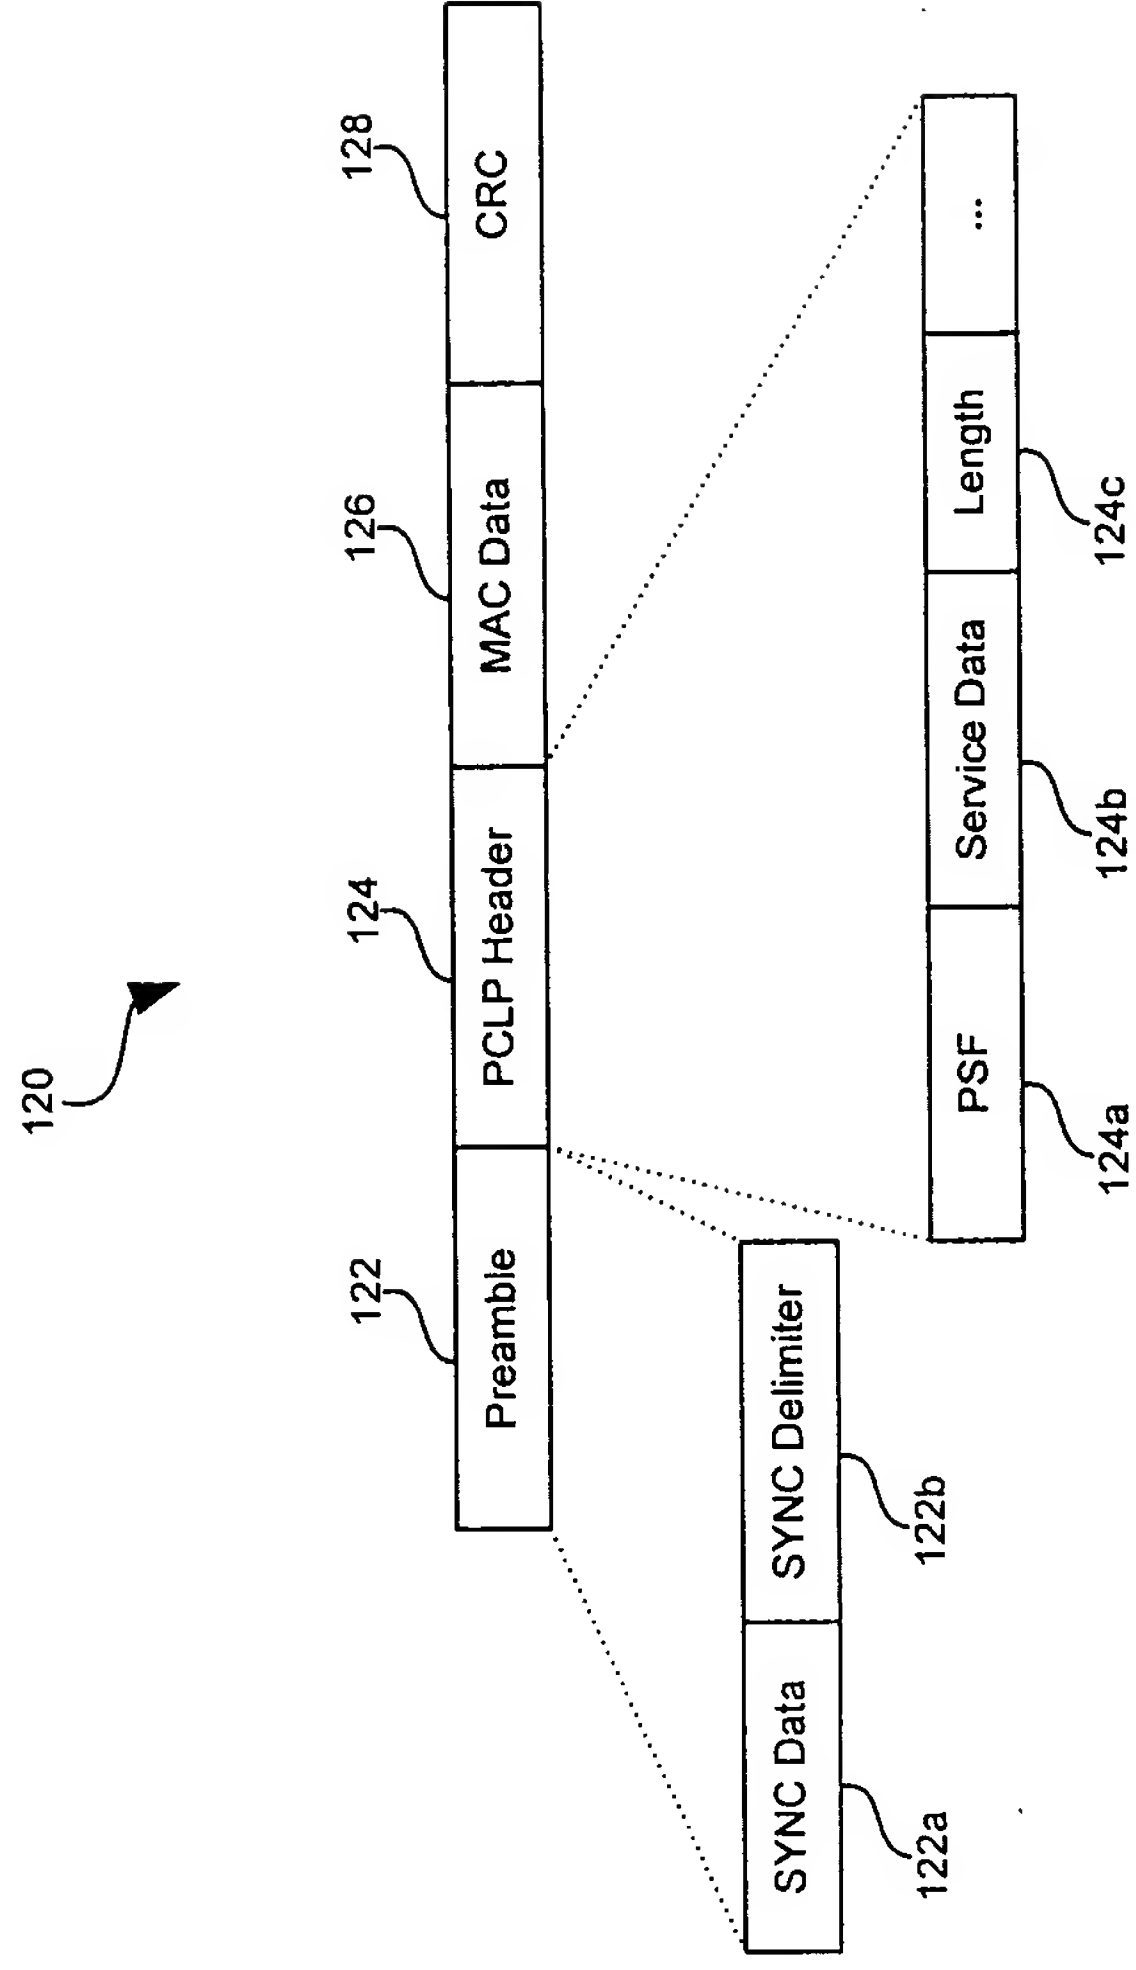 120
122
124
126
128
Preamble
PCLP Header
MAC Data
CRC
SYNC Data
SYNC Delimiter
122a
122b
PSF
Service Data
Length
...
124a
124b
124c